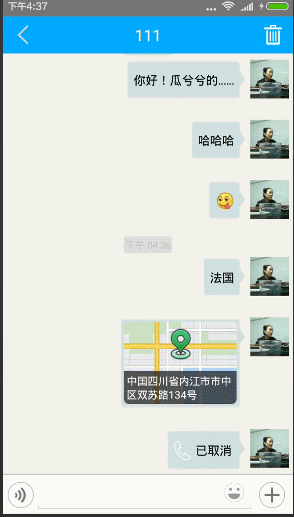 下午4:37
111
你好！瓜兮兮的......
哈哈哈
下午 04:36
法国
中国四川省内江市市中
区双苏路134号
已取消